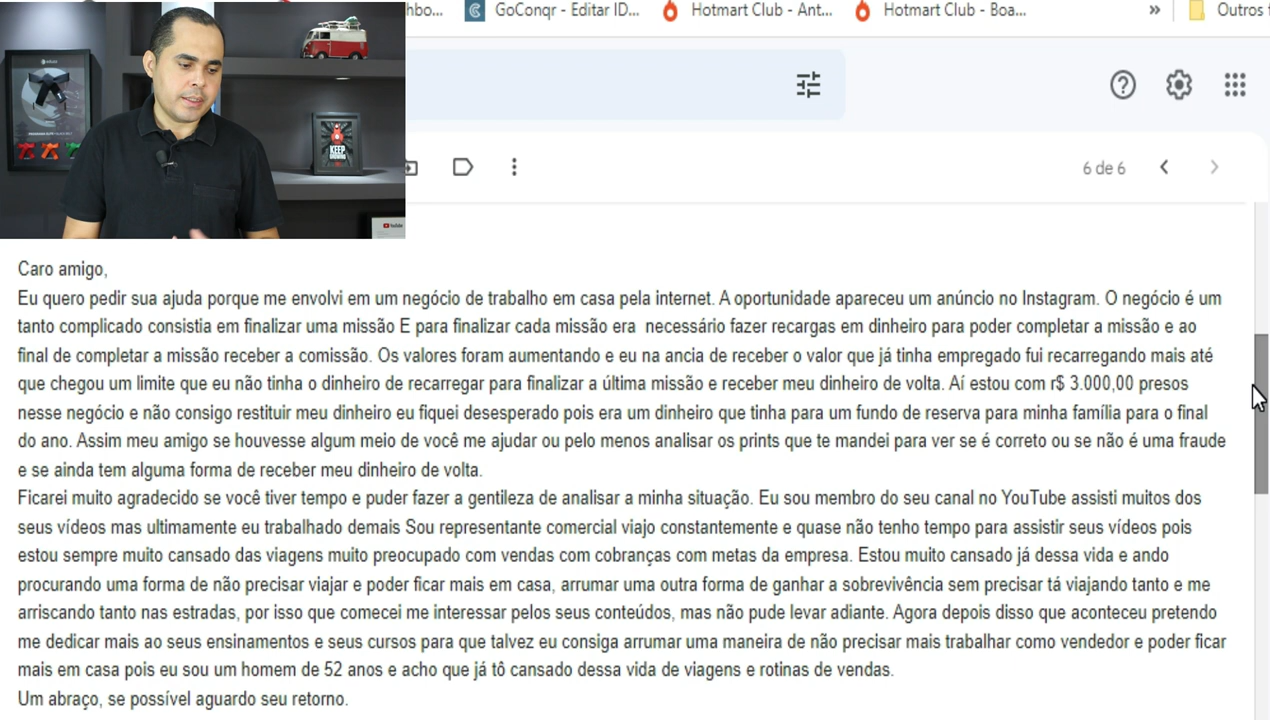 hbo...
GoConqr - Editar ID...
Hotmart Club - Ant...
Hotmart Club - Boa...
»
Outros f
KEEP
YouTube
6 de 6
Caro amigo,
Eu quero pedir sua ajuda porque me envolvi em um negócio de trabalho em casa pela internet. A oportunidade apareceu um anúncio no Instagram. O negócio é um
tanto complicado consistia em finalizar uma missão E para finalizar cada missão era necessário fazer recargas em dinheiro para poder completar a missão e ao
final de completar a missão receber a comissão. Os valores foram aumentando e eu na ancia de receber o valor que já tinha empregado fui recarregando mais até
que chegou um limite que eu não tinha o dinheiro de recarregar para finalizar a última missão e receber meu dinheiro de volta. Aí estou com r$ 3.000,00 presos
nesse negócio e não consigo restituir meu dinheiro eu fiquei desesperado pois era um dinheiro que tinha para um fundo de reserva para minha família para o final
do ano. Assim meu amigo se houvesse algum meio de você me ajudar ou pelo menos analisar os prints que te mandei para ver se é correto ou se não é uma fraude
e se ainda tem alguma forma de receber meu dinheiro de volta.
Ficarei muito agradecido se você tiver tempo e puder fazer a gentileza de analisar a minha situação. Eu sou membro do seu canal no YouTube assisti muitos dos
seus vídeos mas ultimamente eu trabalhado demais Sou representante comercial viajo constantemente e quase não tenho tempo para assistir seus vídeos pois
estou sempre muito cansado das viagens muito preocupado com vendas com cobranças com metas da empresa. Estou muito cansado já dessa vida e ando
procurando uma forma de não precisar viajar e poder ficar mais em casa, arrumar uma outra forma de ganhar a sobrevivência sem precisar tá viajando tanto e me
arriscando tanto nas estradas, por isso que comecei me interessar pelos seus conteúdos, mas não pude levar adiante. Agora depois disso que aconteceu pretendo
me dedicar mais ao seus ensinamentos e seus cursos para que talvez eu consiga arrumar uma maneira de não precisar mais trabalhar como vendedor e poder ficar
mais em casa pois eu sou um homem de 52 anos e acho que já tô cansado dessa vida de viagens e rotinas de vendas.
Um abraço, se possível aguardo seu retorno.